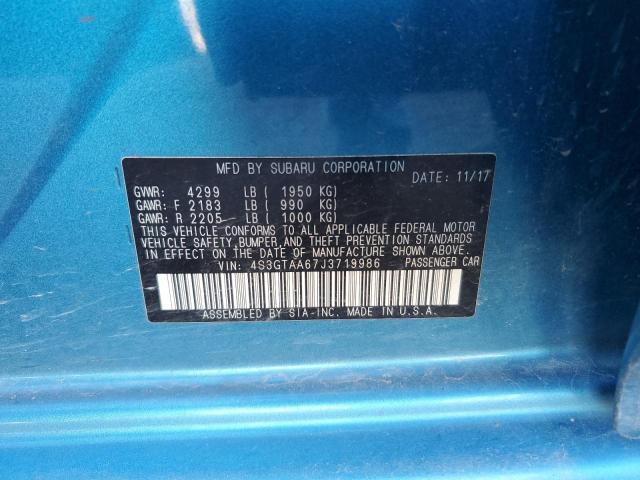 MFD BY SUBARU CORPORATION
DATE: 11/17
GVWR: 4299 LB ( 1950 KG)
GAWR: F 2183 LB ( 990 KG)
GAWR: R 2205 LB ( 1000 KG)
THIS VEHICLE CONFORMS TO ALL APPLICABLE FEDERAL MOTOR
VEHICLE SAFETY, BUMPER, AND THEFT PREVENTION STANDARDS
IN EFFECT ON THE DATE OF MANUFACTURE SHOWN ABOVE.
VIN: 4S3GTAA67J3719986 PASSENGER CAR
ASSEMBLED BY SIA-INC. MADE IN U.S.A.